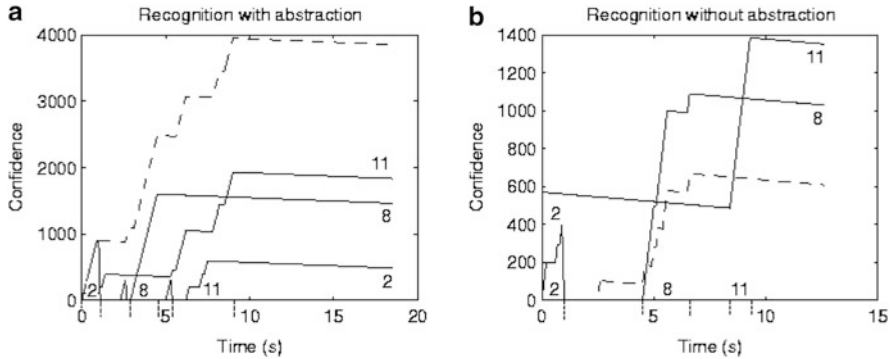 a
Recognition with abstraction
4000
3000
2000
1000
0
Confidence
11
8
2
2
8
11
0 5 10 15 20
Time (s)
b
Recognition without abstraction
1400
1200
1000
800
600
400
200
0
Confidence
11
8
2
2
8
11
0 5 10 15
Time (s)